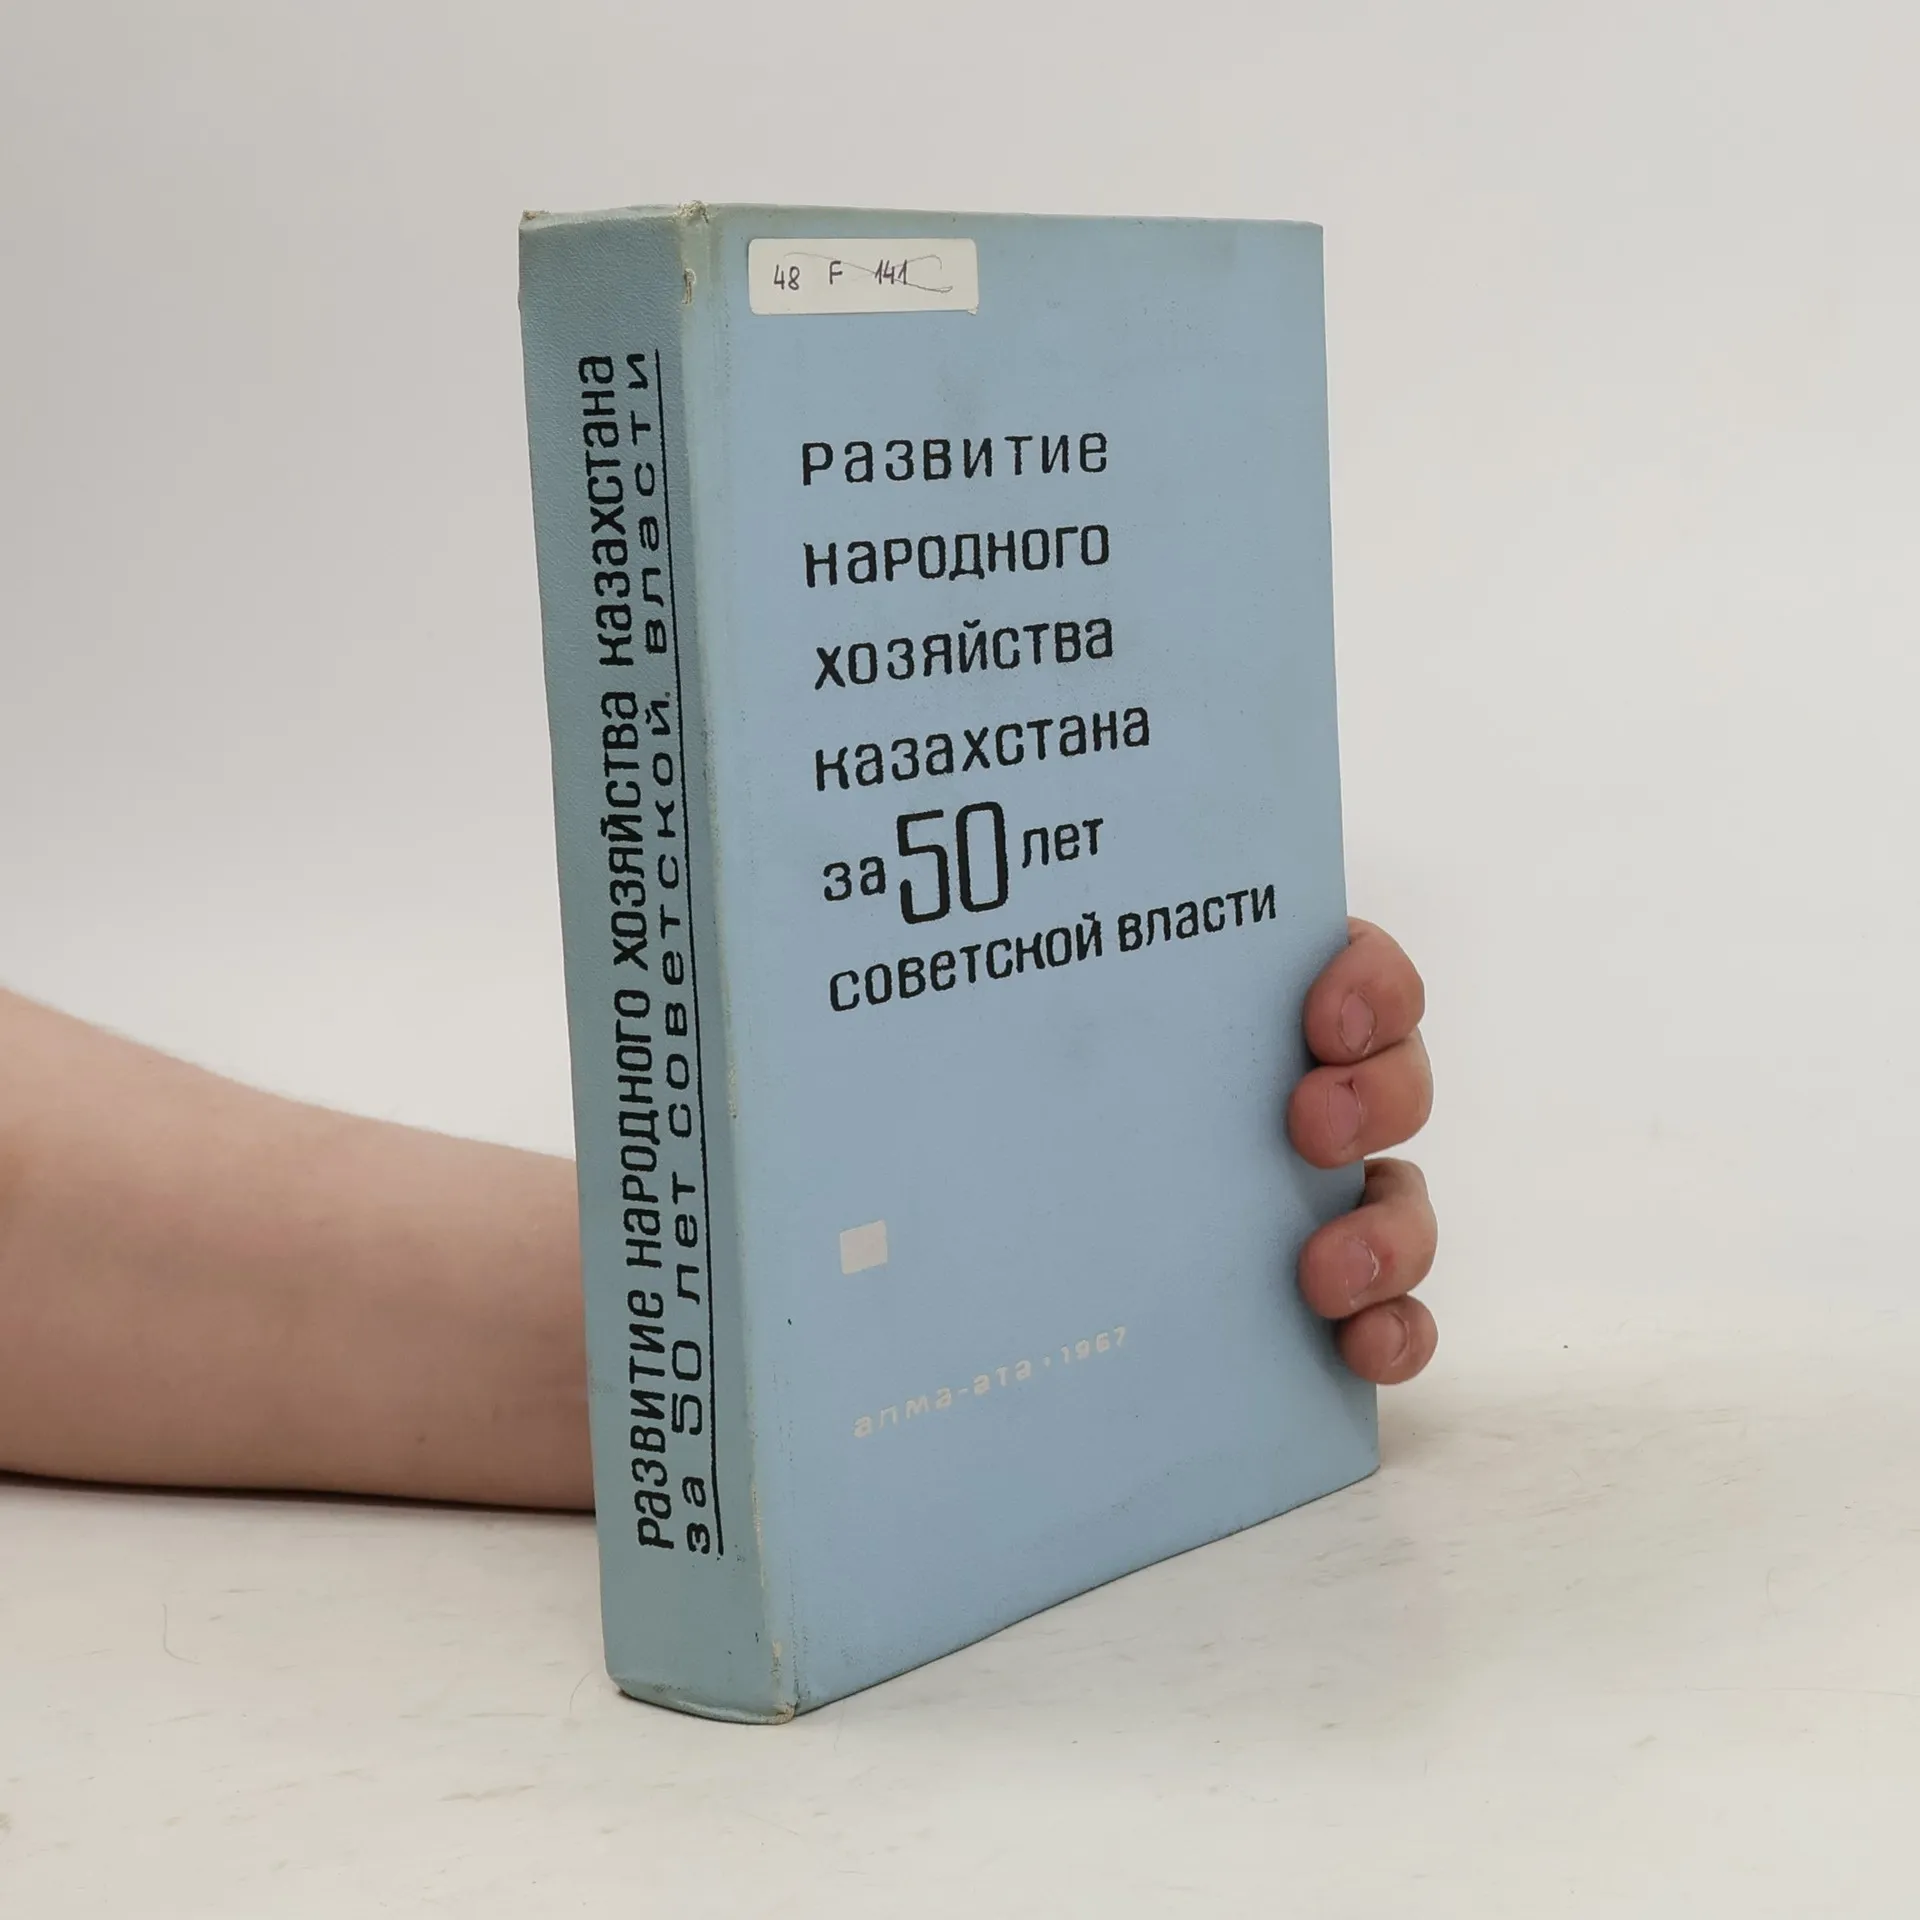 48 F 141
Развитие народного хозяйства казахстана
за 50 лет советской власти
Развитие
народного
хозяйства
казахстана
за 50 лет
советской власти
алма-ата·1967